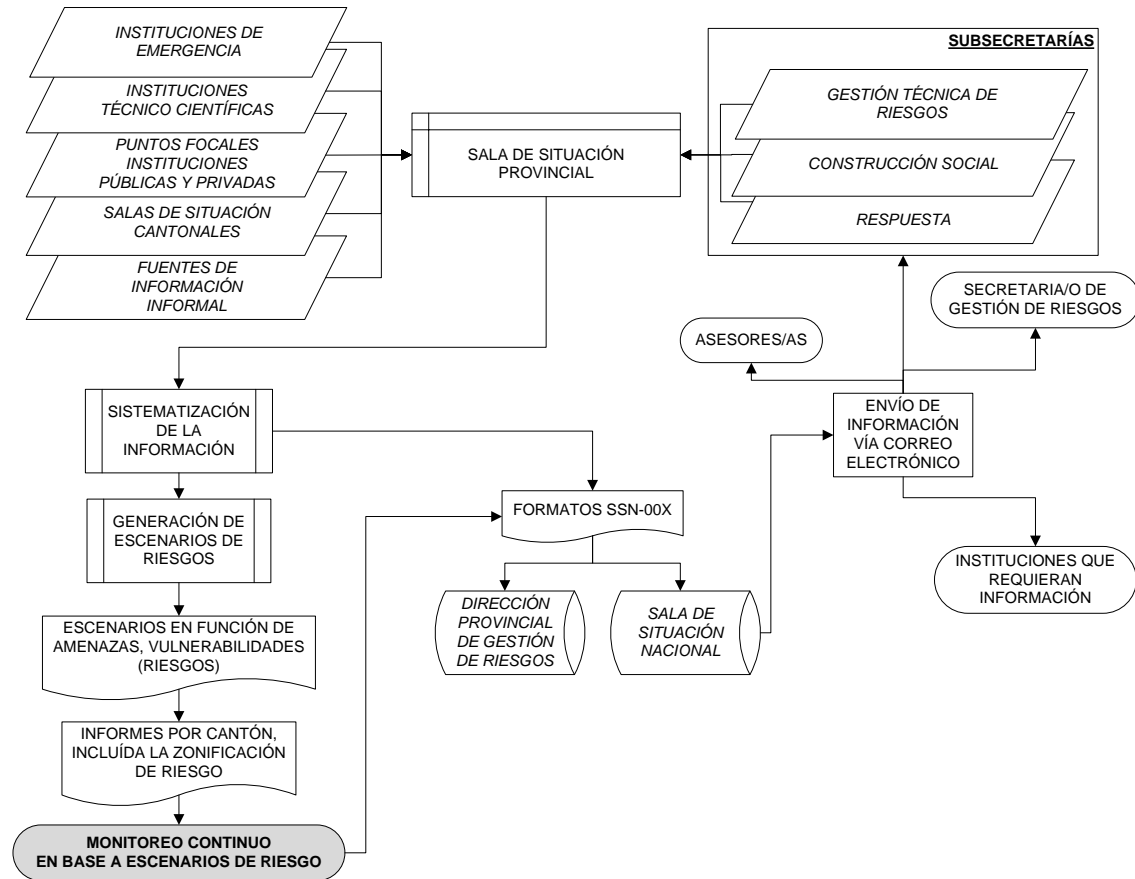 INSTITUCIONES DE
EMERGENCIA
INSTITUCIONES
TÉCNICO CIENTÍFICAS
PUNTOS FOCALES
INSTITUCIONES
PÚBLICAS Y PRIVADAS
SALAS DE SITUACIÓN
CANTONALES
FUENTES DE
INFORMACIÓN
INFORMAL
SALA DE SITUACIÓN
PROVINCIAL
SUBSECRETARÍAS
GESTIÓN TÉCNICA DE
RIESGOS
CONSTRUCCIÓN SOCIAL
RESPUESTA
SECRETARIA/O DE
GESTIÓN DE RIESGOS
ASESORES/AS
ENVÍO DE
INFORMACIÓN
VÍA CORREO
ELECTRÓNICO
INSTITUCIONES QUE
REQUIERAN
INFORMACIÓN
SISTEMATIZACIÓN
DE LA
INFORMACIÓN
GENERACIÓN DE
ESCENARIOS DE
RIESGOS
FORMATOS SSN-00X
DIRECCIÓN
PROVINCIAL
DE GESTIÓN
DE RIESGOS
SALA DE
SITUACIÓN
NACIONAL
ESCENARIOS EN FUNCIÓN DE
AMENAZAS, VULNERABILIDADES
(RIESGOS)
INFORMES POR CANTÓN,
INCLUÍDA LA ZONIFICACIÓN
DE RIESGO
MONITOREO CONTINUO
EN BASE A ESCENARIOS DE RIESGO